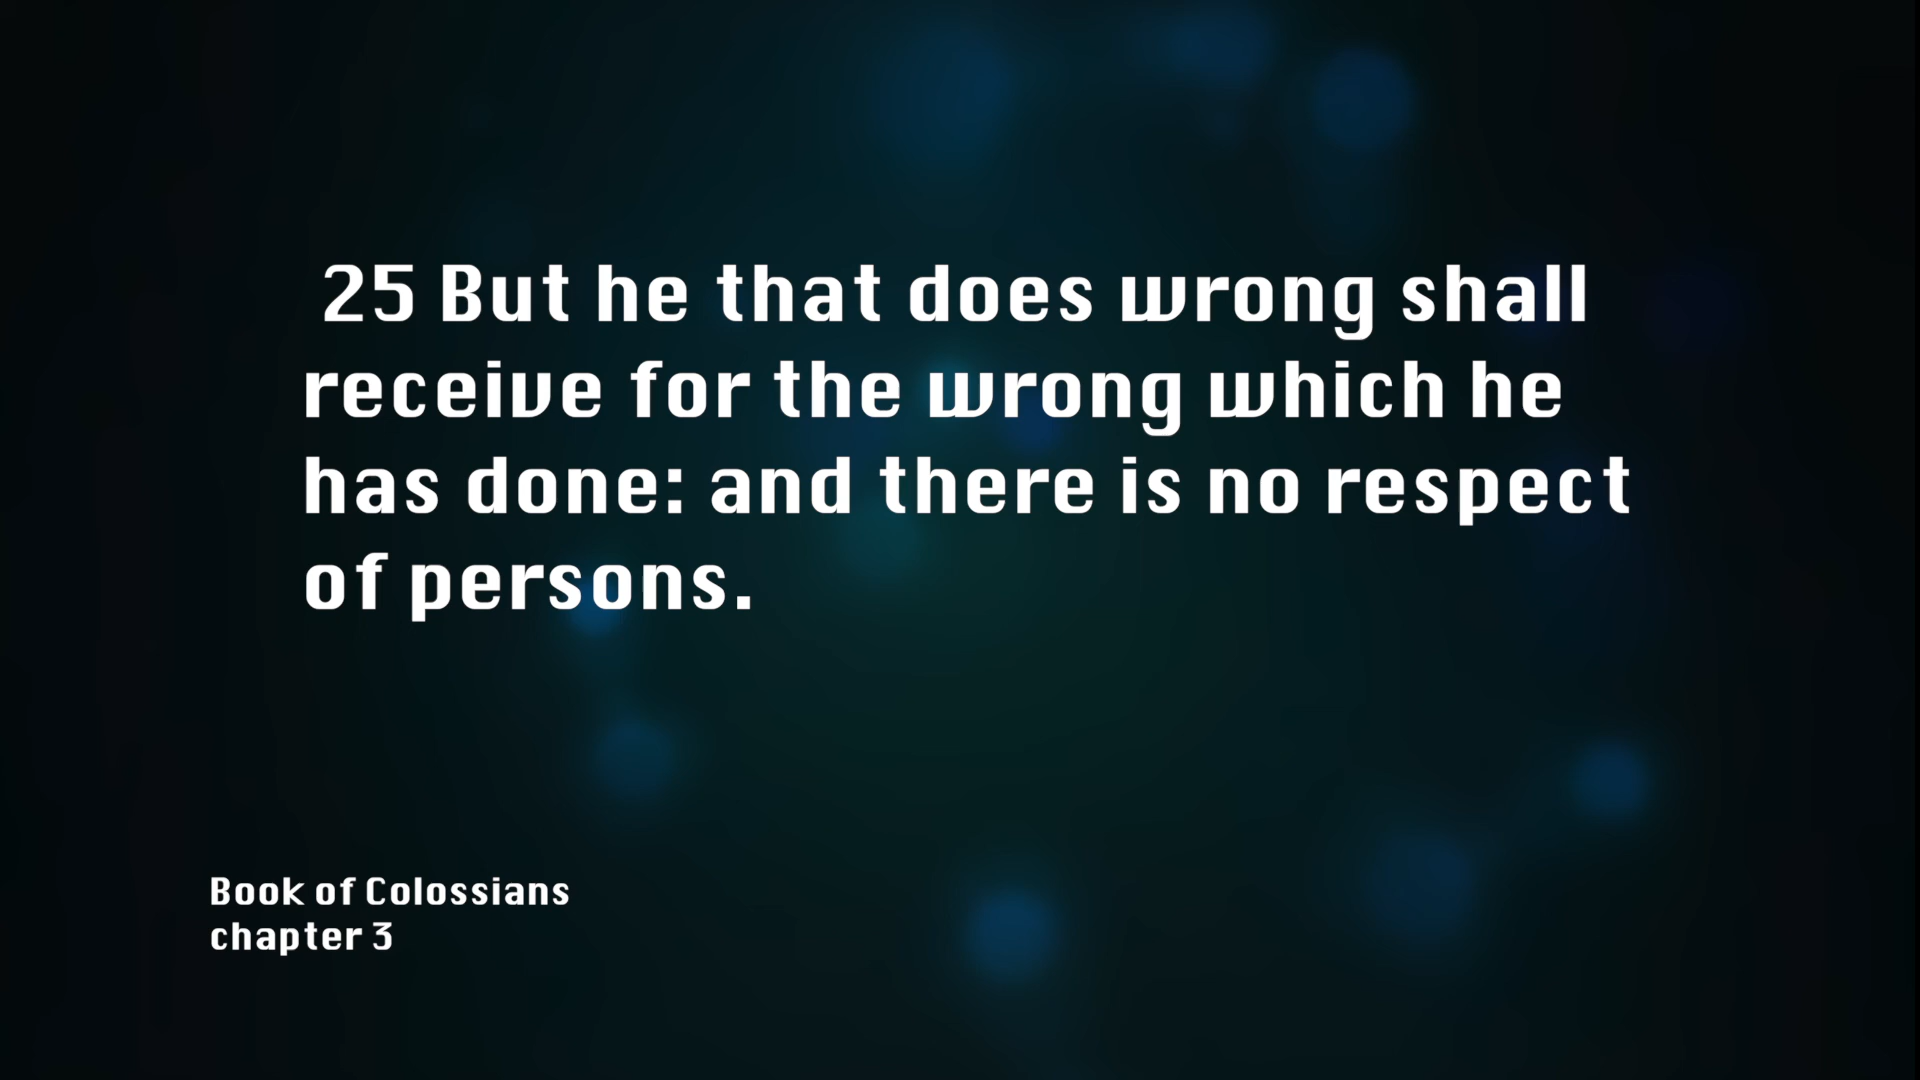 25 But he that does wrong shall
receive for the wrong which he
has done: and there is no respect
of persons.
Book of Colossians
chapter 3